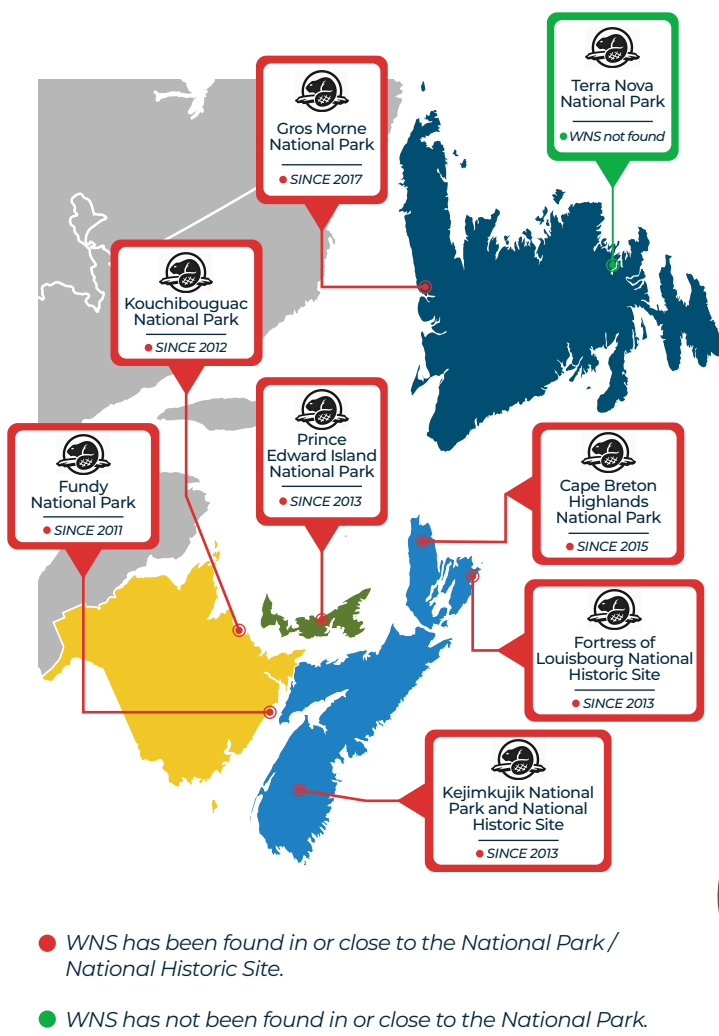 Terra Nova
National Park
WNS not found
Gros Morne
National Park
SINCE 2017
Kouchibouguac
National Park
SINCE 2012
Prince
Edward Island
National Park
SINCE 2013
Fundy
National Park
SINCE 2011
Cape Breton
Highlands
National Park
SINCE 2015
Fortress of
Louisbourg National
Historic Site
SINCE 2013
Kejimkujik National
Park and National
Historic Site
SINCE 2013
WNS has been found in or close to the National Park /
National Historic Site.
WNS has not been found in or close to the National Park.